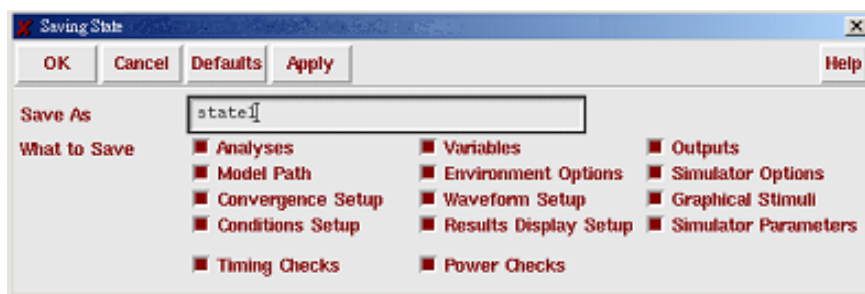 Saving State
OK Cancel Defaults Apply Help
Save As state1
What to Save Analyses Variables Outputs
Model Path Environment Options Simulator Options
Convergence Setup Waveform Setup Graphical Stimuli
Conditions Setup Results Display Setup Simulator Parameters
Timing Checks Power Checks